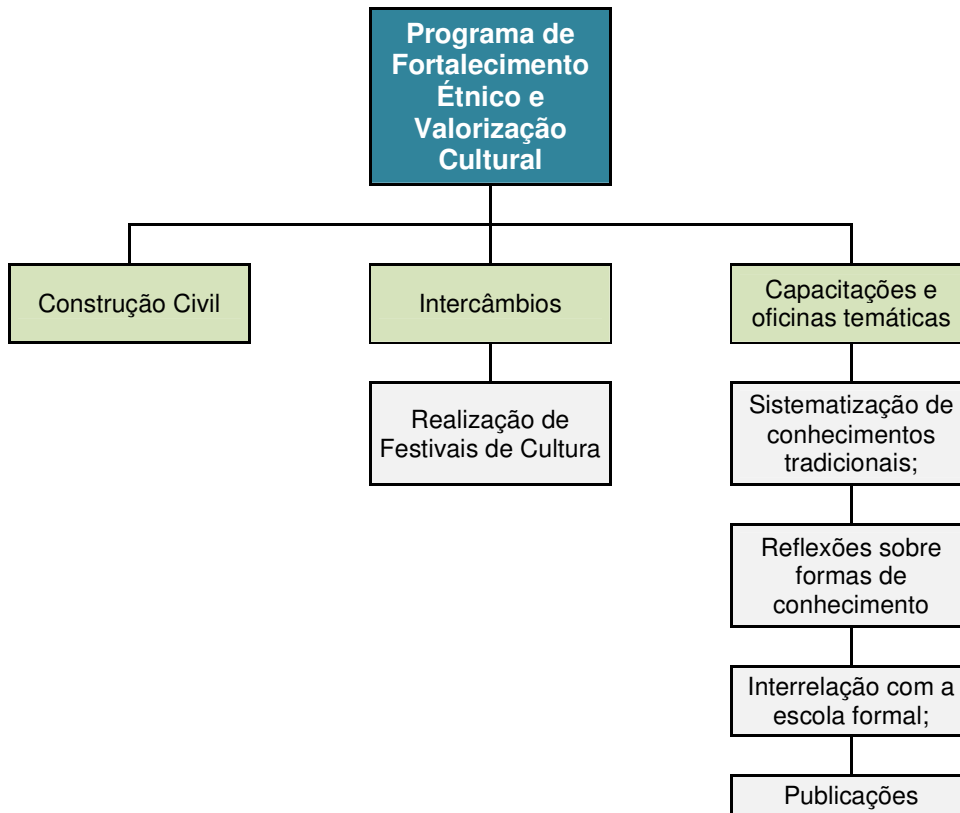 Programa de
Fortalecimento
Étnico e
Valorização
Cultural
Construção Civil
Intercâmbios
Capacitações e
oficinas temáticas
Realização de
Festivais de Cultura
Sistematização de
conhecimentos
tradicionais;
Reflexões sobre
formas de
conhecimento
Interrelação com a
escola formal;
Publicações